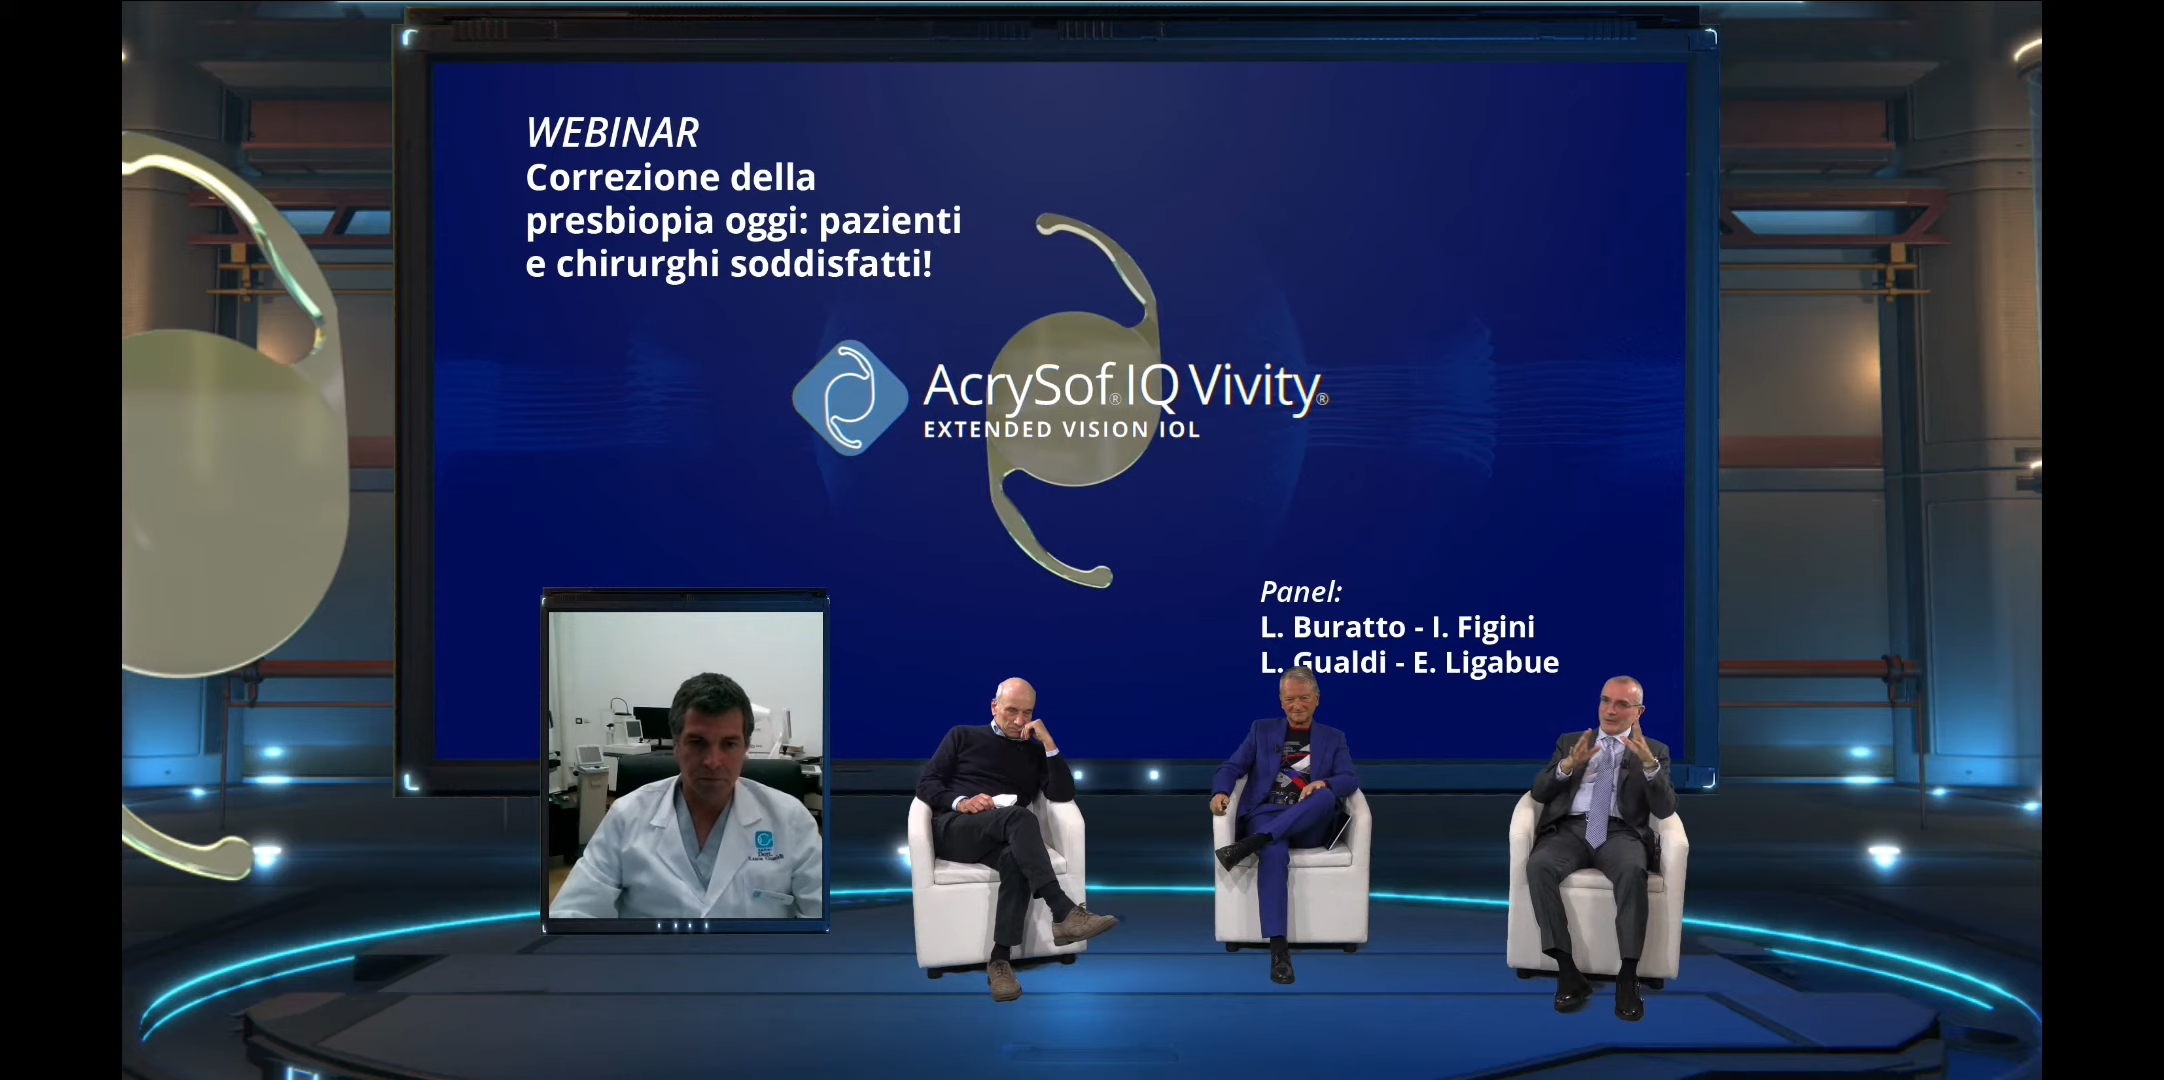 WEBINAR
Correzione della
presbiopia oggi: pazienti
e chirurghi soddisfatti!
AcrySof® IQ Vivity®
EXTENDED VISION IOL
Panel:
L. Buratto - I. Figini
L. Gualdi - E. Ligabue